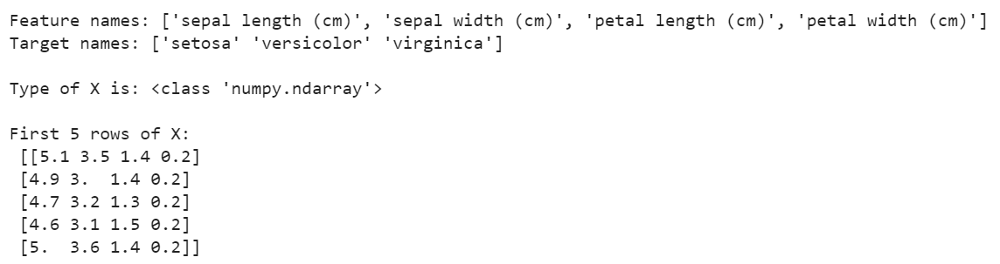 Feature names: ['sepal length (cm)', 'sepal width (cm)', 'petal length (cm)', 'petal width (cm)']
Target names: ['setosa' 'versicolor' 'virginica']
Type of X is: <class 'numpy.ndarray'>
First 5 rows of X:
[[5.1 3.5 1.4 0.2]
[4.9 3.  1.4 0.2]
[4.7 3.2 1.3 0.2]
[4.6 3.1 1.5 0.2]
[5.  3.6 1.4 0.2]]